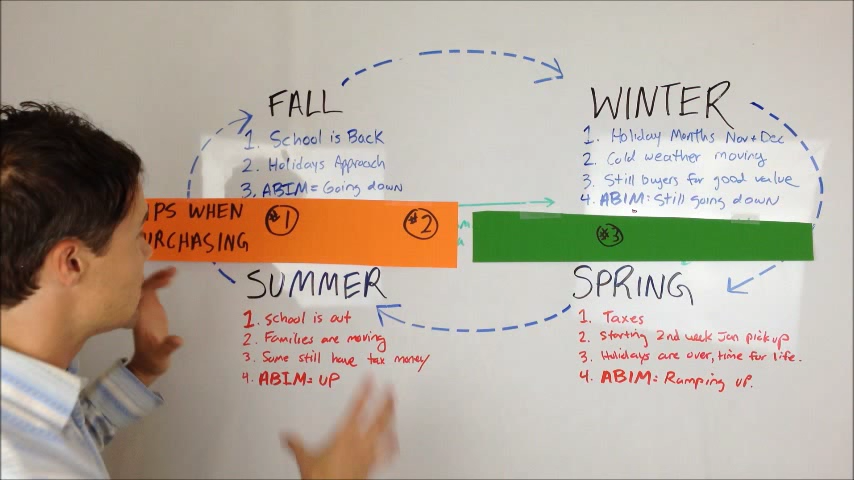 FALL
1. School is Back
2. Holidays Approach
3. ABIM = Going down
WINTER
1. Holiday Months Nov + Dec
2. Cold weather moving
3. Still buyers for good value
4. ABIM: Still going down
PS WHEN
URCHASING
#1
#2
#3
SUMMER
1. School is out
2. Families are moving
3. Some still have tax money
4. ABIM = UP
SPRING
1. Taxes
2. Starting 2nd week Jan pick up
3. Holidays are over, time for life.
4. ABIM = Ramping up.